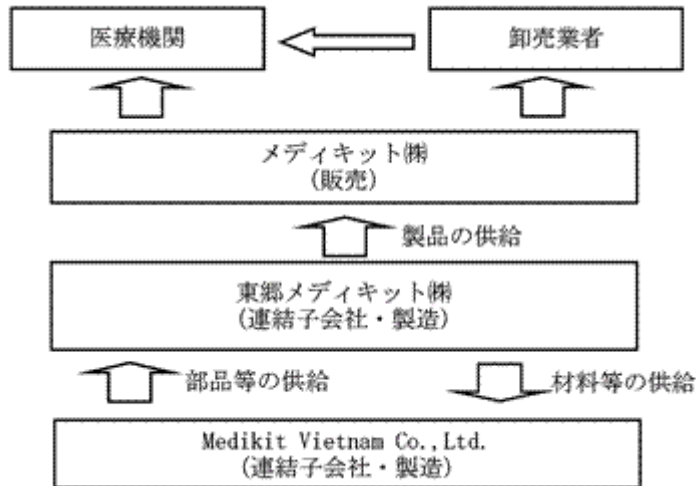 医療機関
卸売業者
メディキット㈱
(販売)
製品の供給
東郷メディキット㈱
(連結子会社・製造)
部品等の供給
材料等の供給
Medikit Vietnam Co.,Ltd.
(連結子会社・製造)